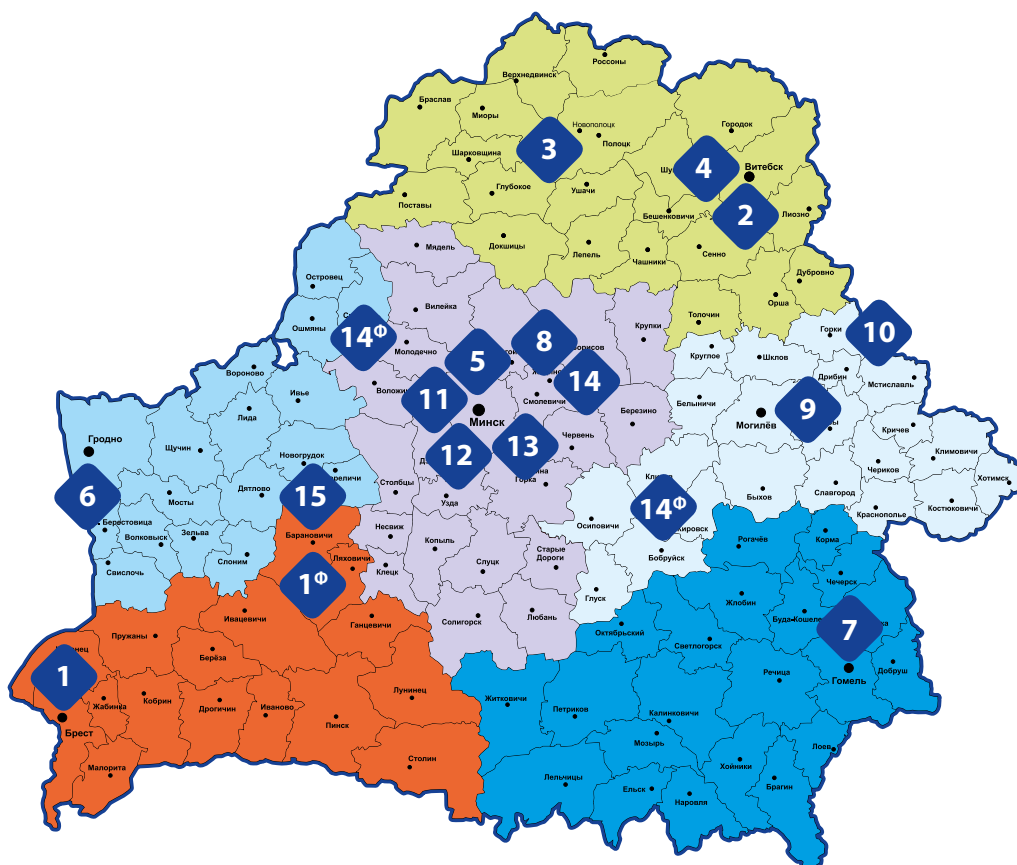 Россоны
Верхнедвинск
Браслав
Миоры
Новополоцк
Полоцк
Городок
3
Шарковщина
4
Витебск
Глубокое
Ушачи
Поставы
Бешенковичи
2
Лиозно
Докшицы
Лепель
Чашники
Сенно
Мядель
Островец
Дубровно
Орша
Вилейка
Толочин
Ошмяны
14Ф
Молодечно
5
8
Крупки
Горки
10
Круглое
Шклов
Вороново
Дрибин
Мстиславль
Ивье
11
14
Смолевичи
Белыничи
9
Лида
Минск
Березино
Могилёв
Гродно
Щучин
12
13
Червень
Кричев
Новогрудок
Климовичи
Чериков
Хотимск
6
Мосты
Дятлово
15
Столбцы
Узда
Горка
14Ф
Быхов
Славгород
Костюковичи
Берестовица
Волковыск
Зельва
Несвиж
Осиповичи
Краснополье
Свислочь
Слоним
Барановичи
Ляховичи
Копыль
Старые
Дороги
Бобруйск
Рогачёв
Корма
1Ф
Клецк
Слуцк
Чечерск
Глуск
Жлобин
Ивацевичи
Ганцевичи
Солигорск
Любань
Октябрьский
7
Пружаны
Светлогорск
Берёза
Речица
Добруш
1
Гомель
Жабинка
Кобрин
Дрогичин
Иваново
Лунинец
Житковичи
Петриков
Калинковичи
Пинск
Брест
Мозырь
Лоев
Малорита
Столин
Хойники
Лельчицы
Ельск
Наровля
Брагин